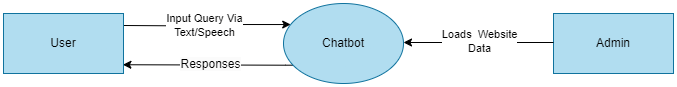 User
Input Query Via
Text/Speech
Responses
Chatbot
Loads Website
Data
Admin